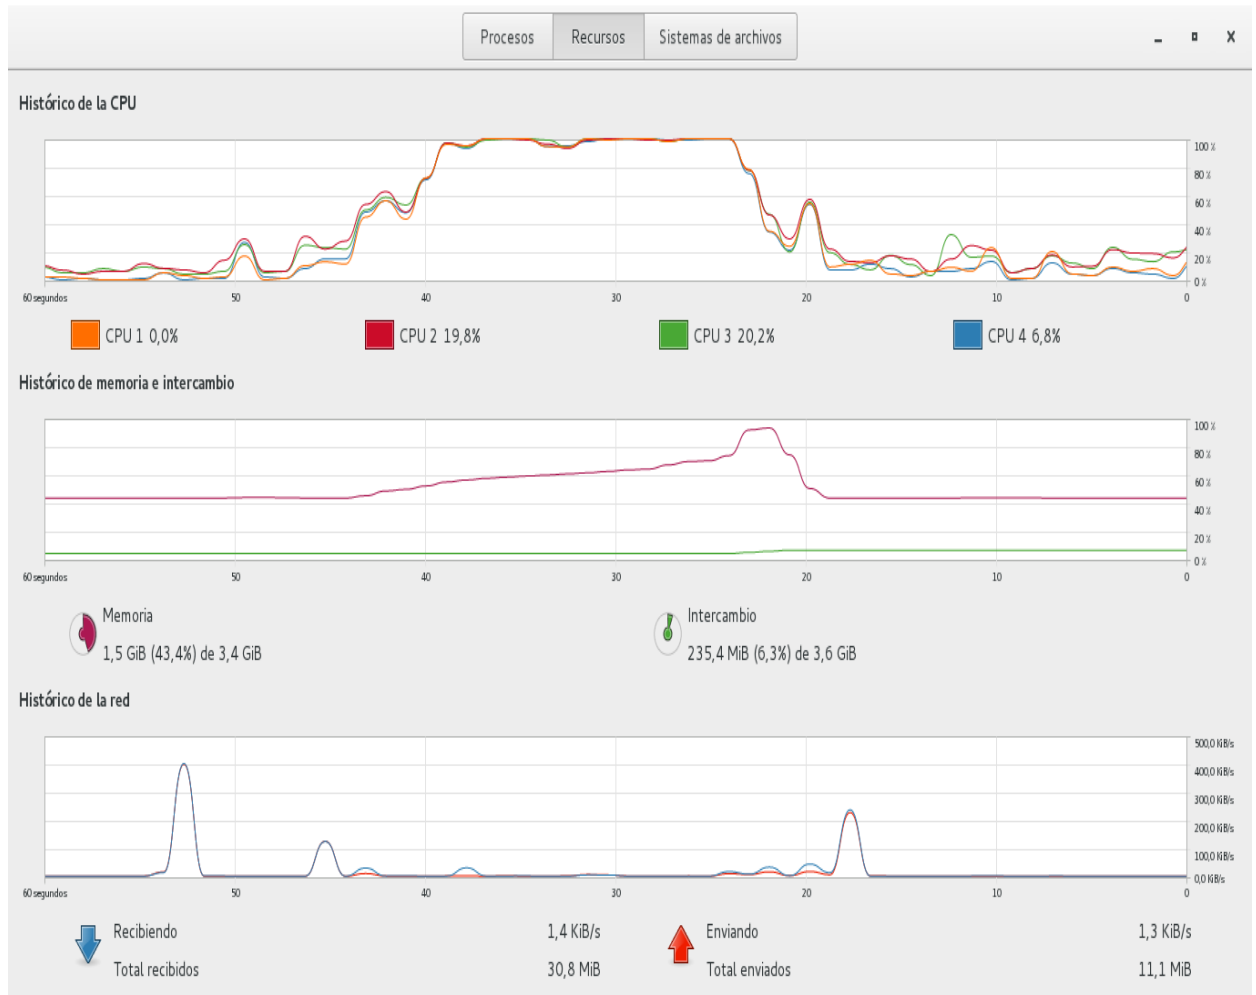 Procesos Recursos Sistemas de archivos
Histórico de la CPU
100 %
80 %
60 %
40 %
20 %
0 %
60 segundos 50 40 30 20 10 0
CPU 1 0,0% CPU 2 19,8% CPU 3 20,2% CPU 4 6,8%
Histórico de memoria e intercambio
100 %
80 %
60 %
40 %
20 %
0 %
60 segundos 50 40 30 20 10 0
Memoria Intercambio
1,5 GiB (43,4%) de 3,4 GiB 235,4 MiB (6,3%) de 3,6 GiB
Histórico de la red
500,0 KiB/s
400,0 KiB/s
300,0 KiB/s
200,0 KiB/s
100,0 KiB/s
0,0 KiB/s
60 segundos 50 40 30 20 10 0
Recibiendo 1,4 KiB/s Enviando 1,3 KiB/s
Total recibidos 30,8 MiB Total enviados 11,1 MiB